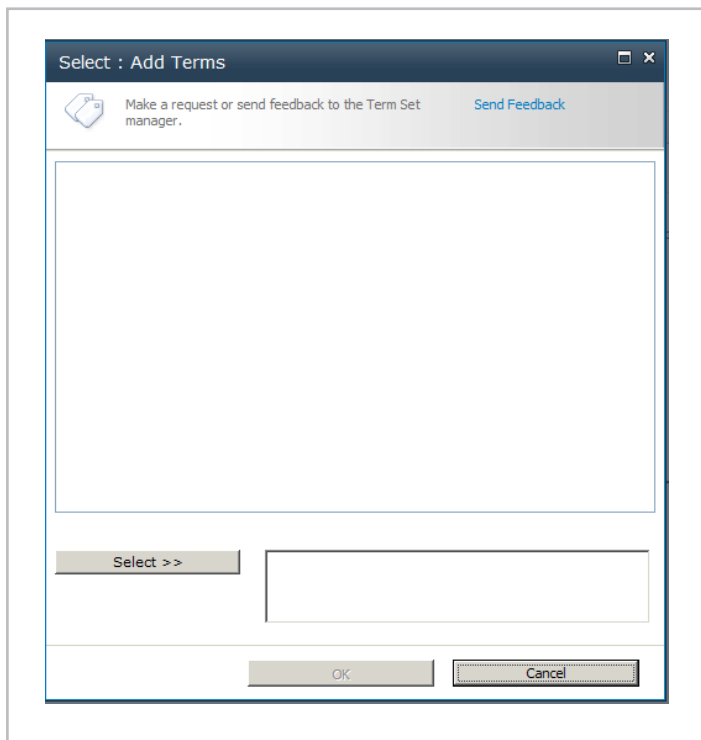 Select : Add Terms
Make a request or send feedback to the Term Set
manager.
Send Feedback
Select >>
OK
Cancel